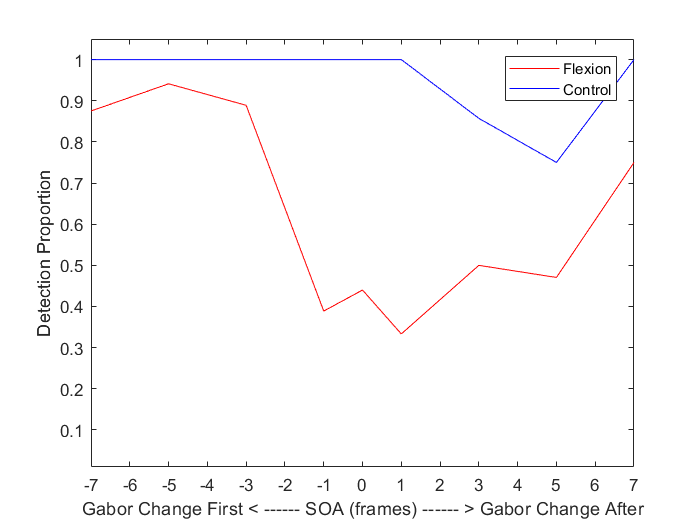 Flexion
Control
Detection Proportion
1
0.9
0.8
0.7
0.6
0.5
0.4
0.3
0.2
0.1
-7 -6 -5 -4 -3 -2 -1 0 1 2 3 4 5 6 7
Gabor Change First < ------ SOA (frames) ------ > Gabor Change After